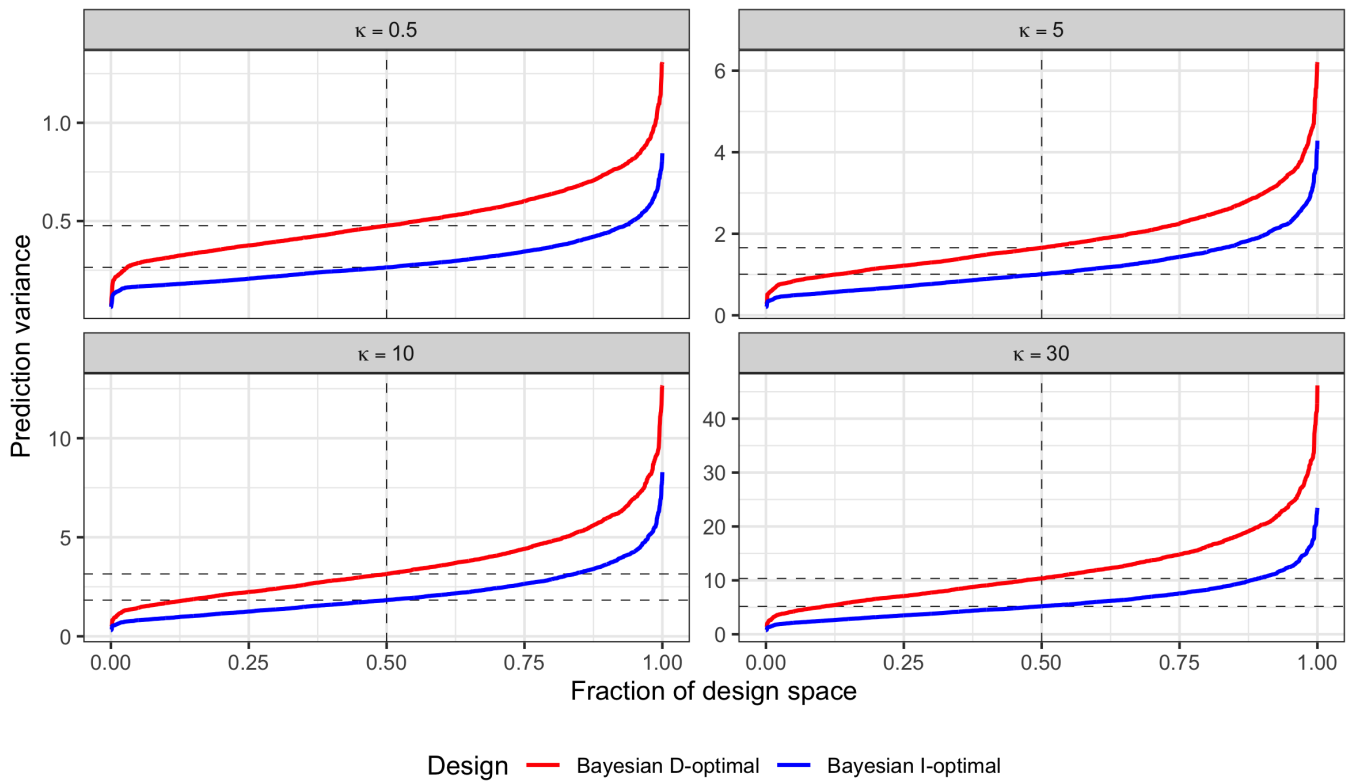 κ = 0.5
κ = 5
1.0
0.5
6
4
2
0
κ = 10
κ = 30
10
5
0
40
30
20
10
0
0.00 0.25 0.50 0.75 1.00
0.00 0.25 0.50 0.75 1.00
Prediction variance
Fraction of design space
Design Bayesian D-optimal Bayesian I-optimal